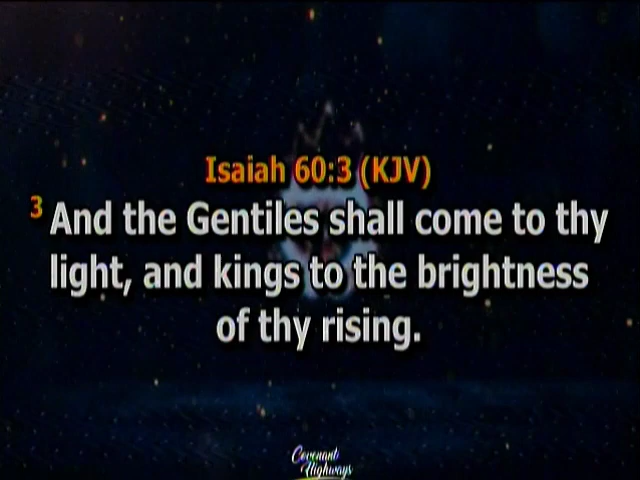 Isaiah 60:3 (KJV)
3 And the Gentiles shall come to thy
light, and kings to the brightness
of thy rising.
Covenant
Highways